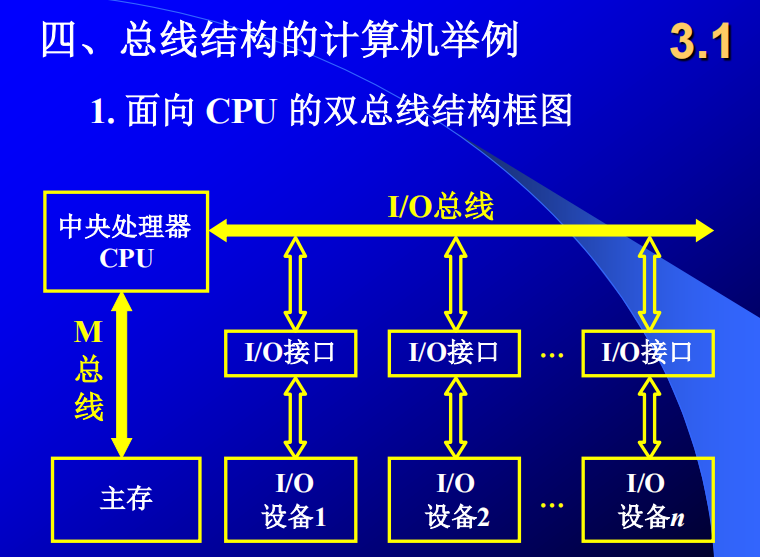 四、总线结构的计算机举例
3.1
1. 面向 CPU 的双总线结构框图
I/O总线
中央处理器
CPU
M
总
线
I/O接口
I/O接口
...
I/O接口
主存
I/O
设备1
I/O
设备2
...
I/O
设备n